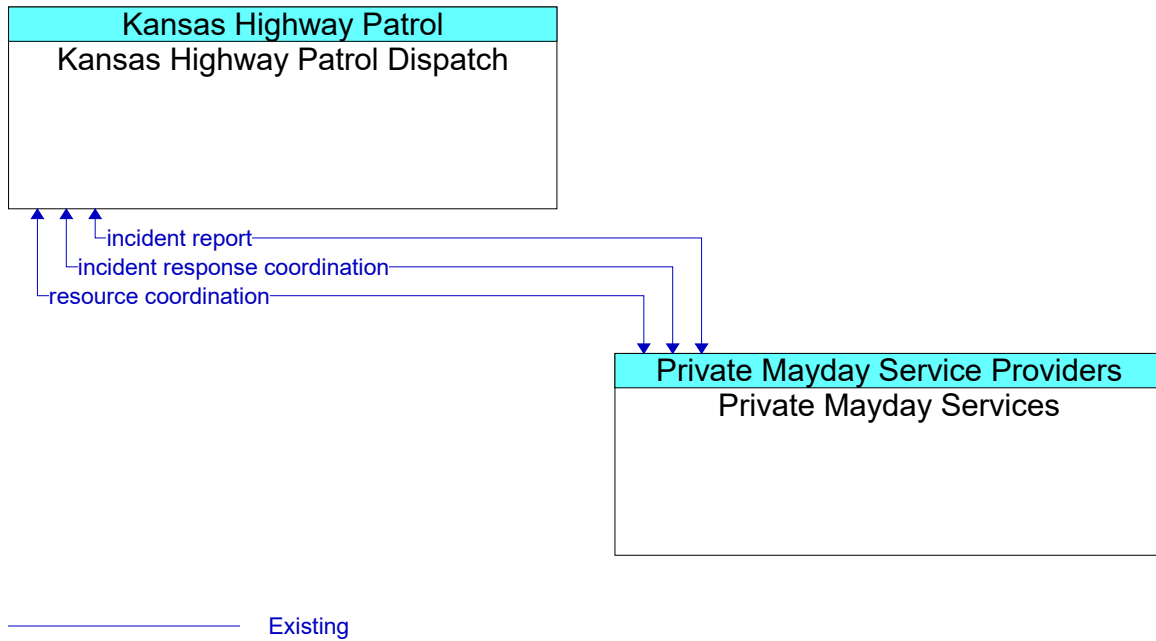 Kansas Highway Patrol
Kansas Highway Patrol Dispatch
incident report
incident response coordination
resource coordination
Private Mayday Service Providers
Private Mayday Services
Existing